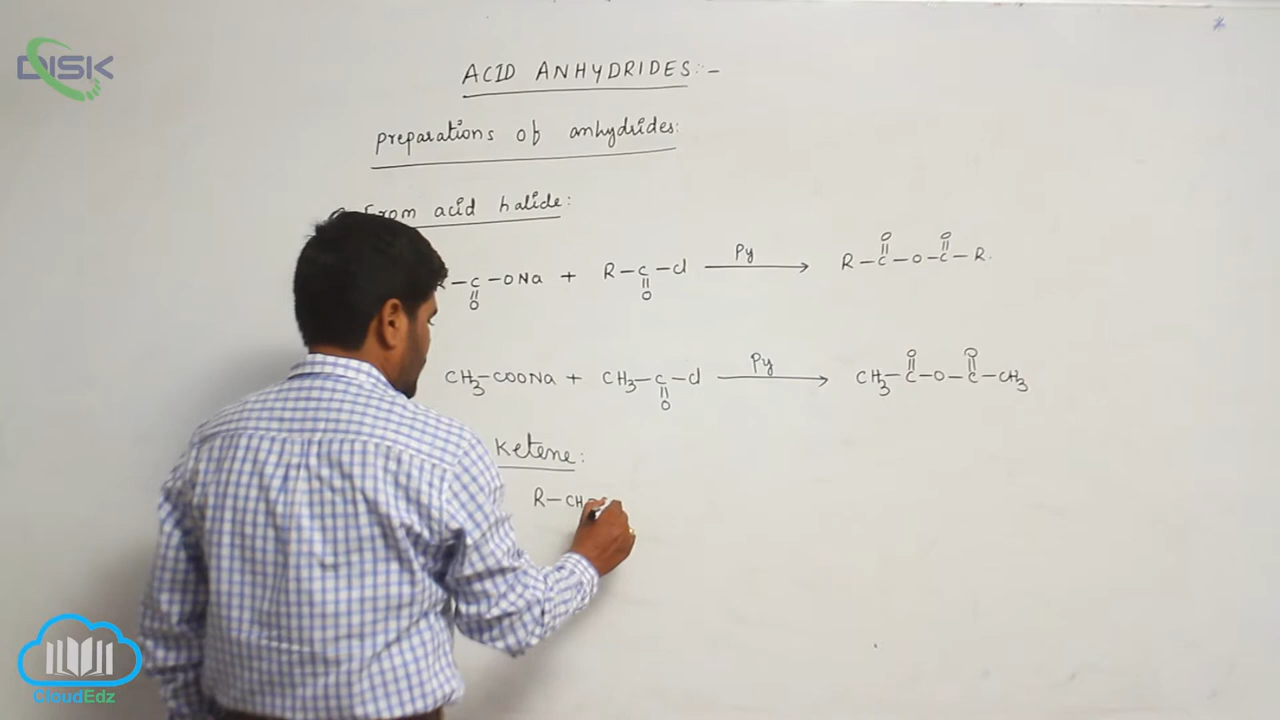 DISK
ACID ANHYDRIDES:-
preparations of anhydrides:
From acid halide:
R-C-ONa + R-C-Cl Py → R-C-O-C-R.
O O O O
CH3-COONa + CH3-C-Cl Py → CH3-C-O-C-CH3
O O O
Ketene:
R-CH
CloudEdz